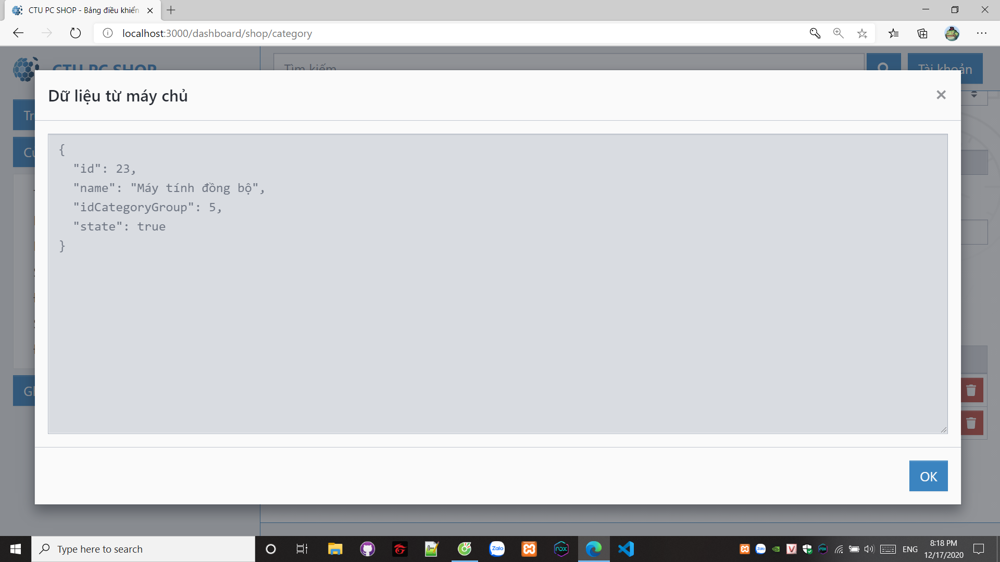 CTU PC SHOP - Bảng điều khiển
localhost:3000/dashboard/shop/category
CTU PC SHOP
Tìm kiếm
Tài khoản
Dữ liệu từ máy chủ
{
"id": 23,
"name": "Máy tính đồng bộ",
"idCategoryGroup": 5,
"state": true
}
OK
Type here to search
Zalo
nox
ENG
8:18 PM
12/17/2020